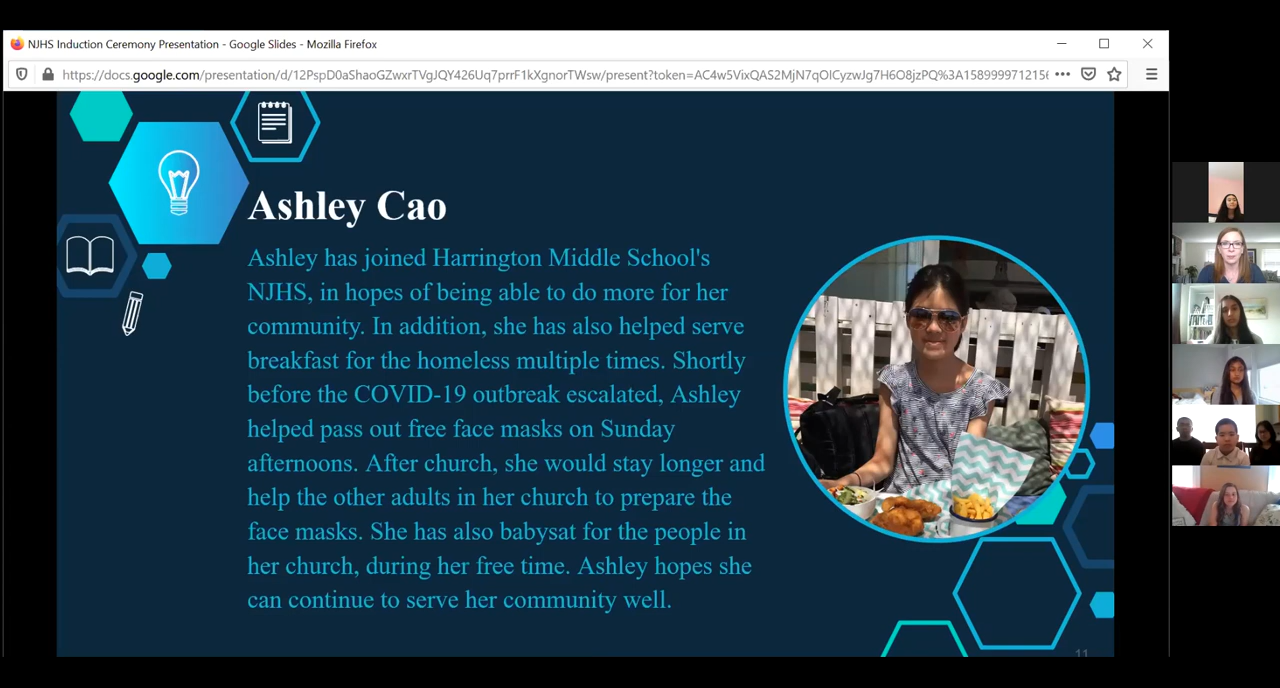 NJHS Induction Ceremony Presentation - Google Slides - Mozilla Firefox
https://docs.google.com/presentation/d/12PspD0aShaoGZwxrTVgJQY426Uq7prrF1kXgnorTWsw/present?token=AC4w5VixQAS2MjN7qOlCyzwJg7H6O8jzPQ%3A1589999712156
Ashley Cao
Ashley has joined Harrington Middle School's
NJHS, in hopes of being able to do more for her
community. In addition, she has also helped serve
breakfast for the homeless multiple times. Shortly
before the COVID-19 outbreak escalated, Ashley
helped pass out free face masks on Sunday
afternoons. After church, she would stay longer and
help the other adults in her church to prepare the
face masks. She has also babysat for the people in
her church, during her free time. Ashley hopes she
can continue to serve her community well.
11